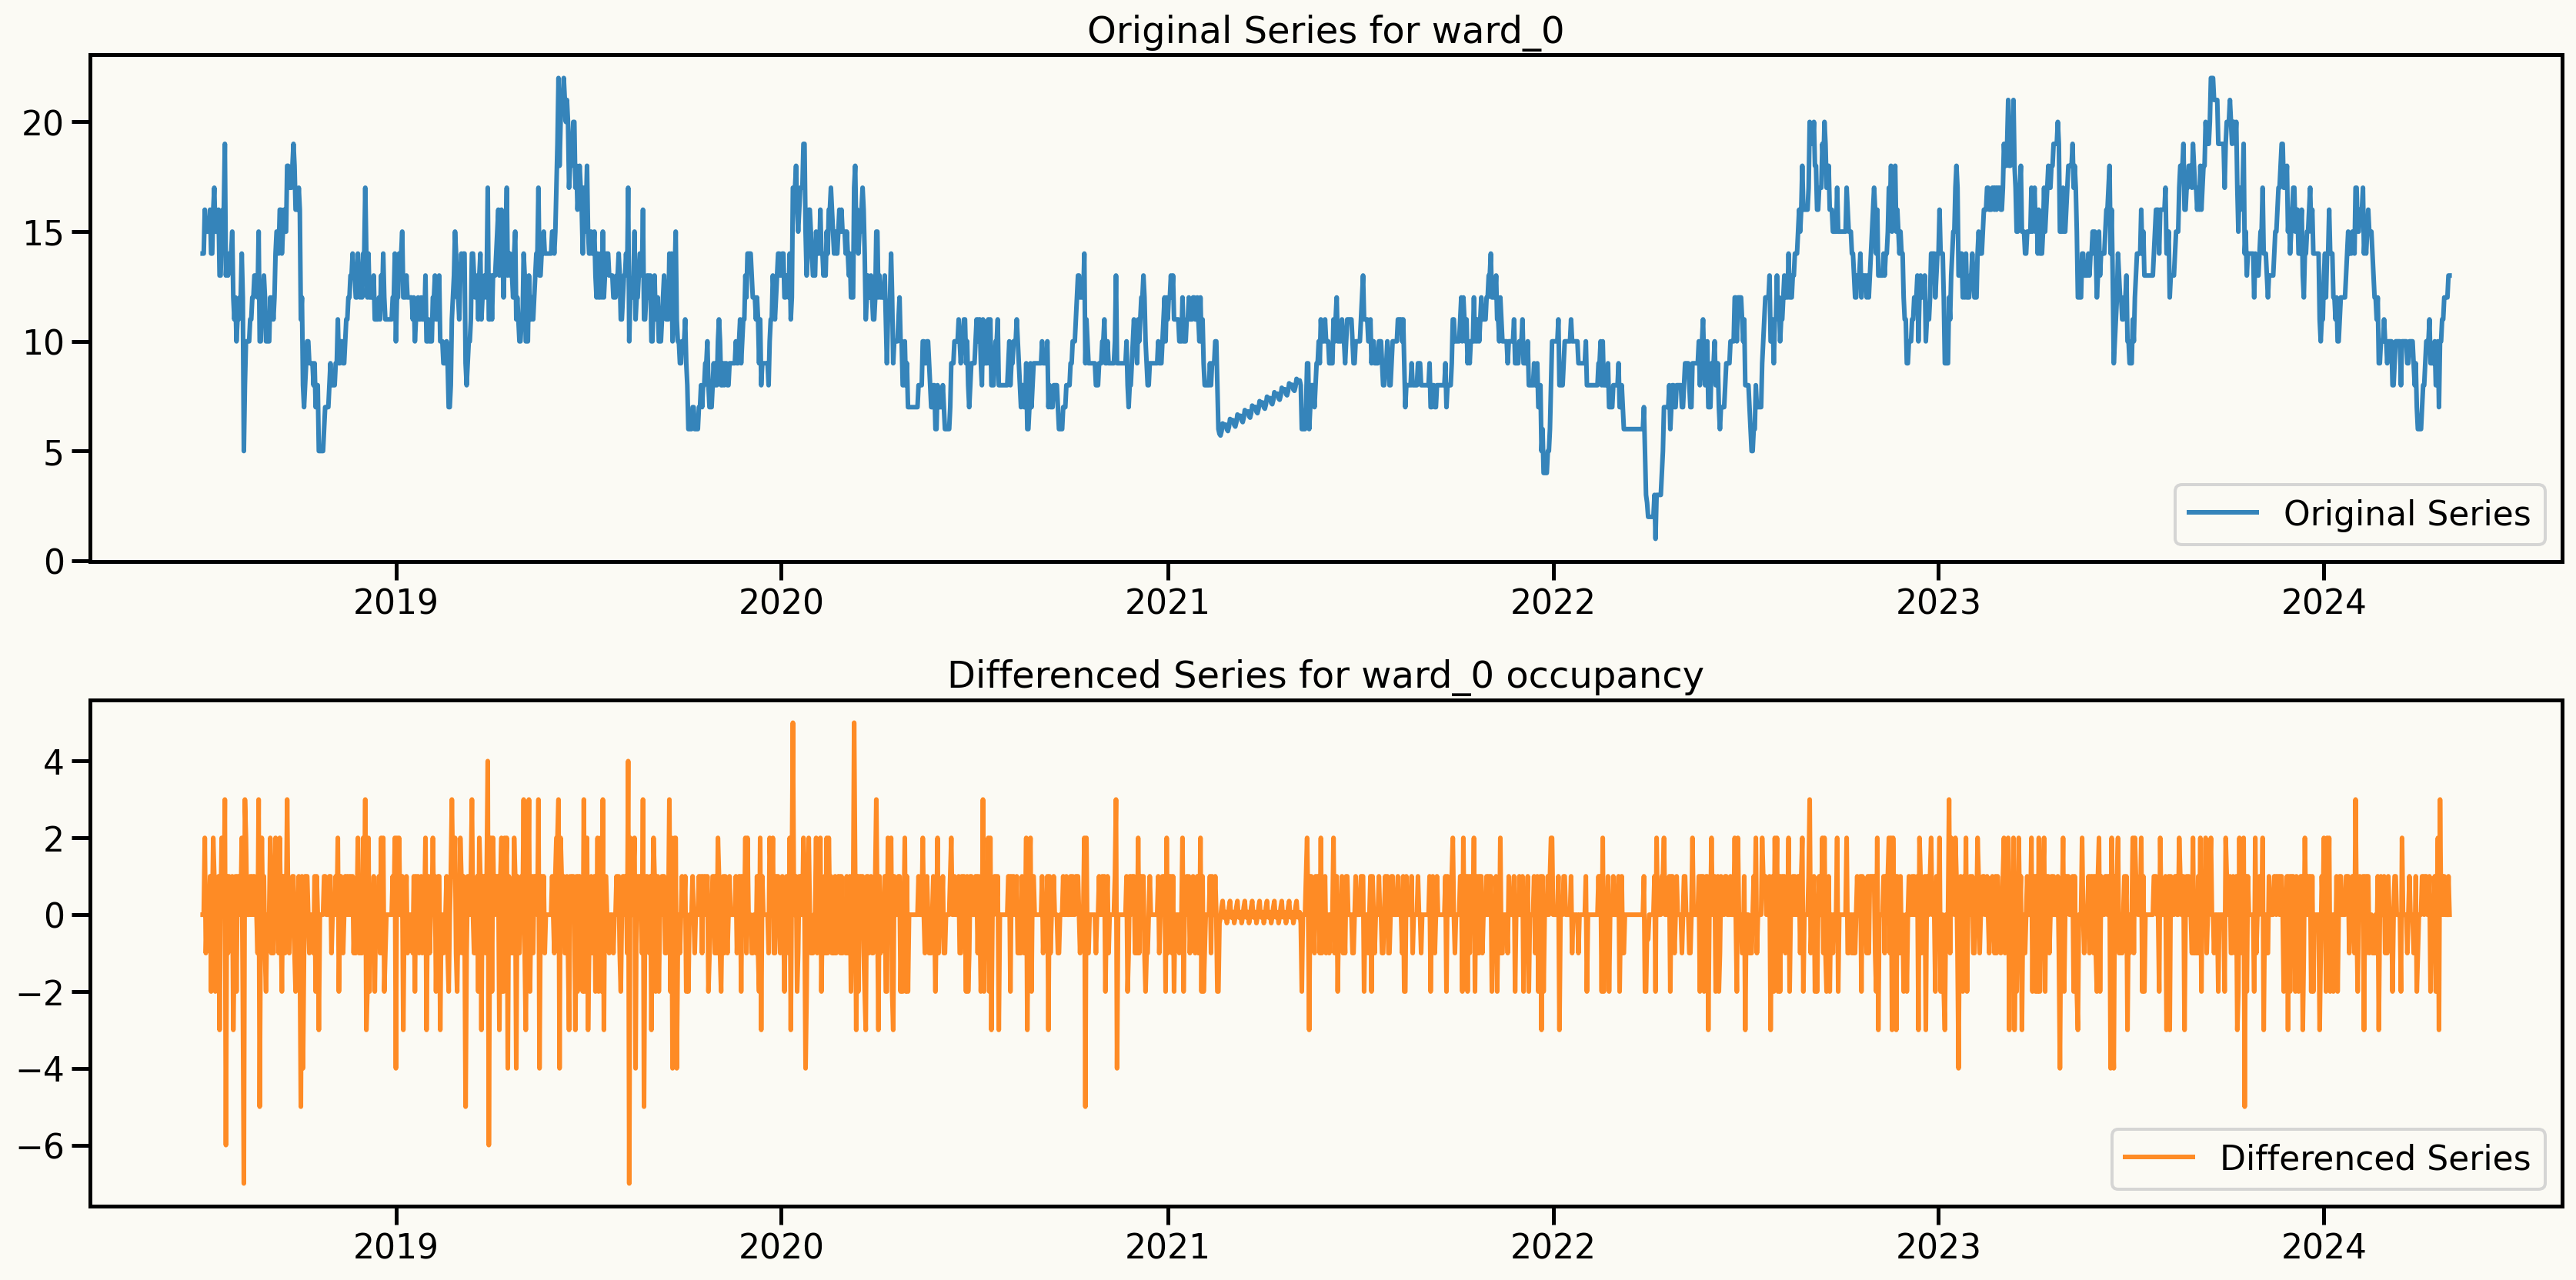 Original Series for ward_0
20
15
10
5
0
Original Series
2019 2020 2021 2022 2023 2024
Differenced Series for ward_0 occupancy
4
2
0
−2
−4
−6
Differenced Series
2019 2020 2021 2022 2023 2024